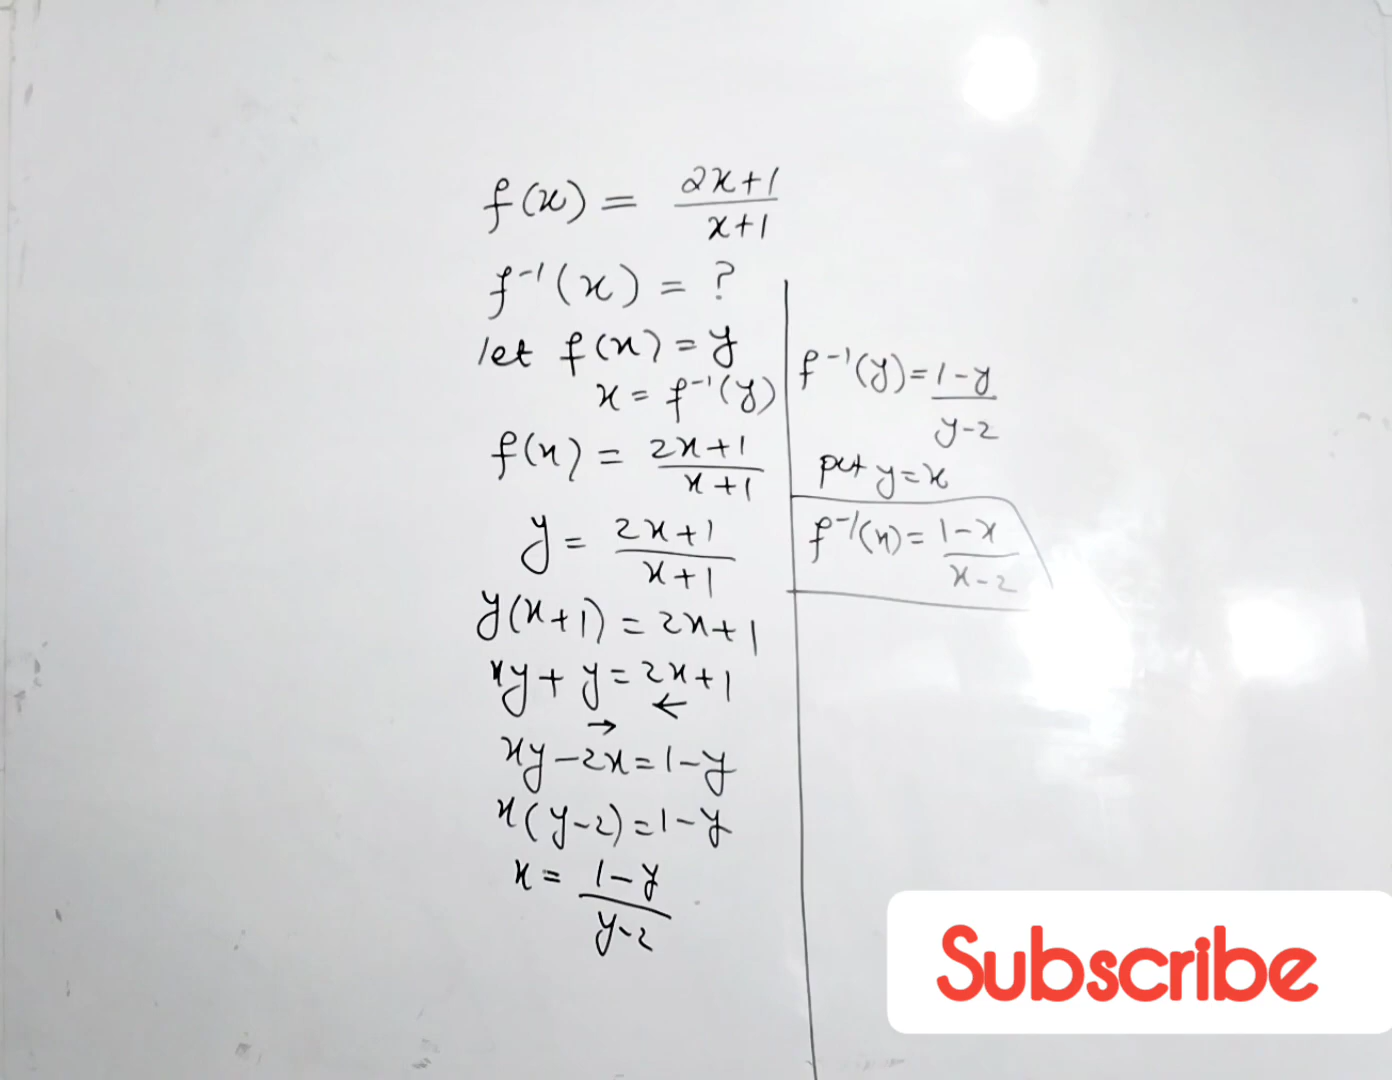 f(x) = 2x+1/x+1
f⁻¹(x) = ?
let f(x) = y
x = f⁻¹(y)
f(x) = 2x+1/x+1
y = 2x+1/x+1
y(x+1) = 2x+1
xy + y = 2x+1
← 
→
xy-2x=1-y
x(y-2)=1-y
x = 1-y/y-2
f⁻¹(y)=1-y/y-2
put y=x
f⁻¹(x)=1-x/x-2
Subscribe